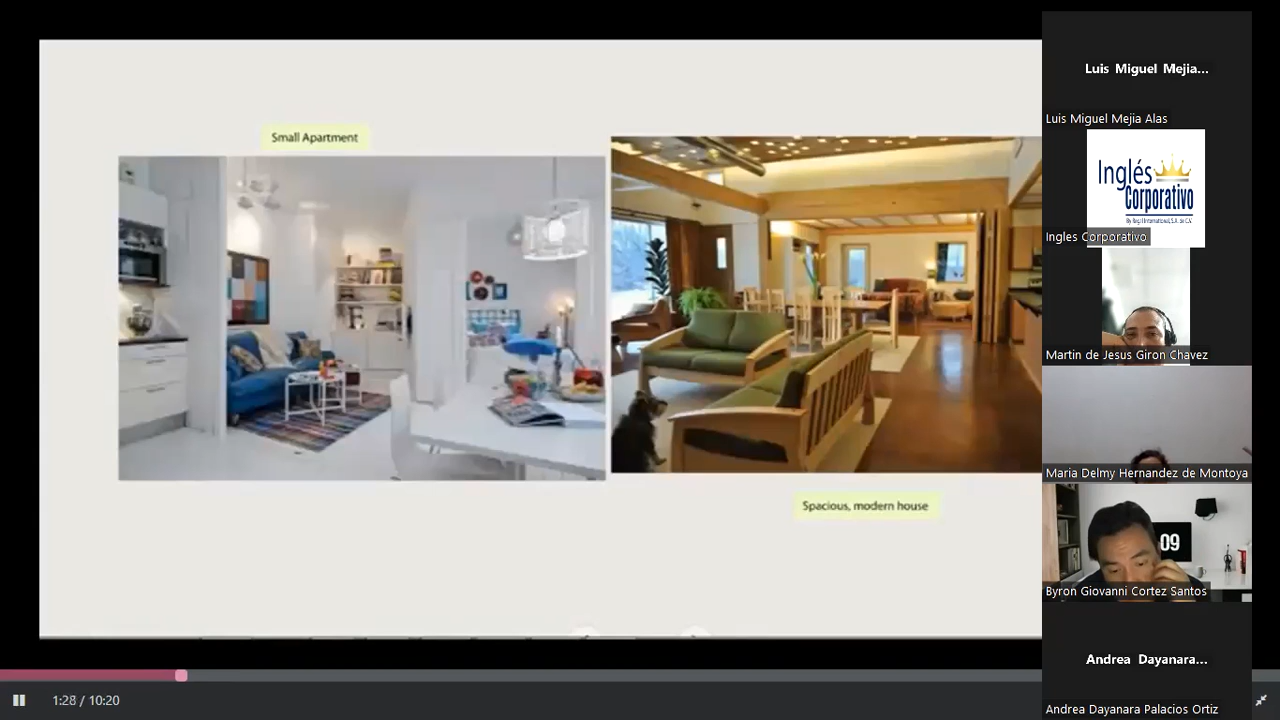 Small Apartment
Spacious, modern house
1:28 / 10:20
Luis Miguel Mejia...
Luis Miguel Mejia Alas
Inglés
Corporativo
Ingles Corporativo
Martin de Jesus Giron Chavez
Maria Delmy Hernandez de Montoya
09
Byron Giovanni Cortez Santos
Andrea Dayanara...
Andrea Dayanara Palacios Ortiz